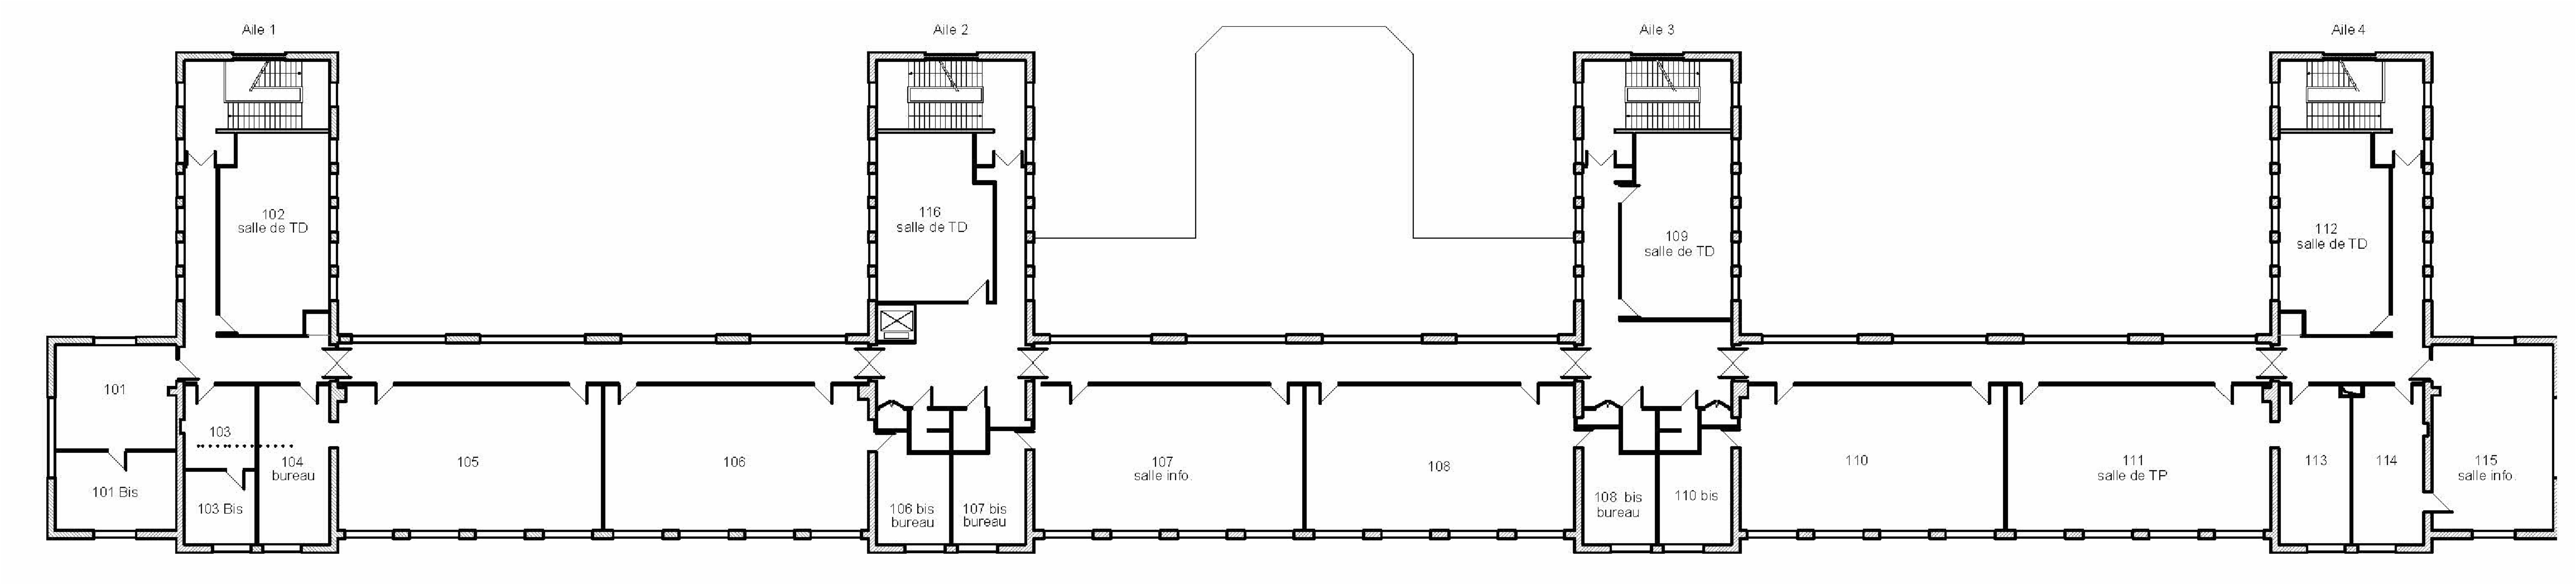 Aile 1
Aile 2
Aile 3
Aile 4
102
salle de TD
116
salle de TD
109
salle de TD
112
salle de TD
101
103
101 Bis
103 Bis
104
bureau
105
106
106 bis
bureau
107 bis
bureau
107
salle info.
108
108 bis
bureau
110 bis
110
111
salle de TP
113
114
115
salle info.